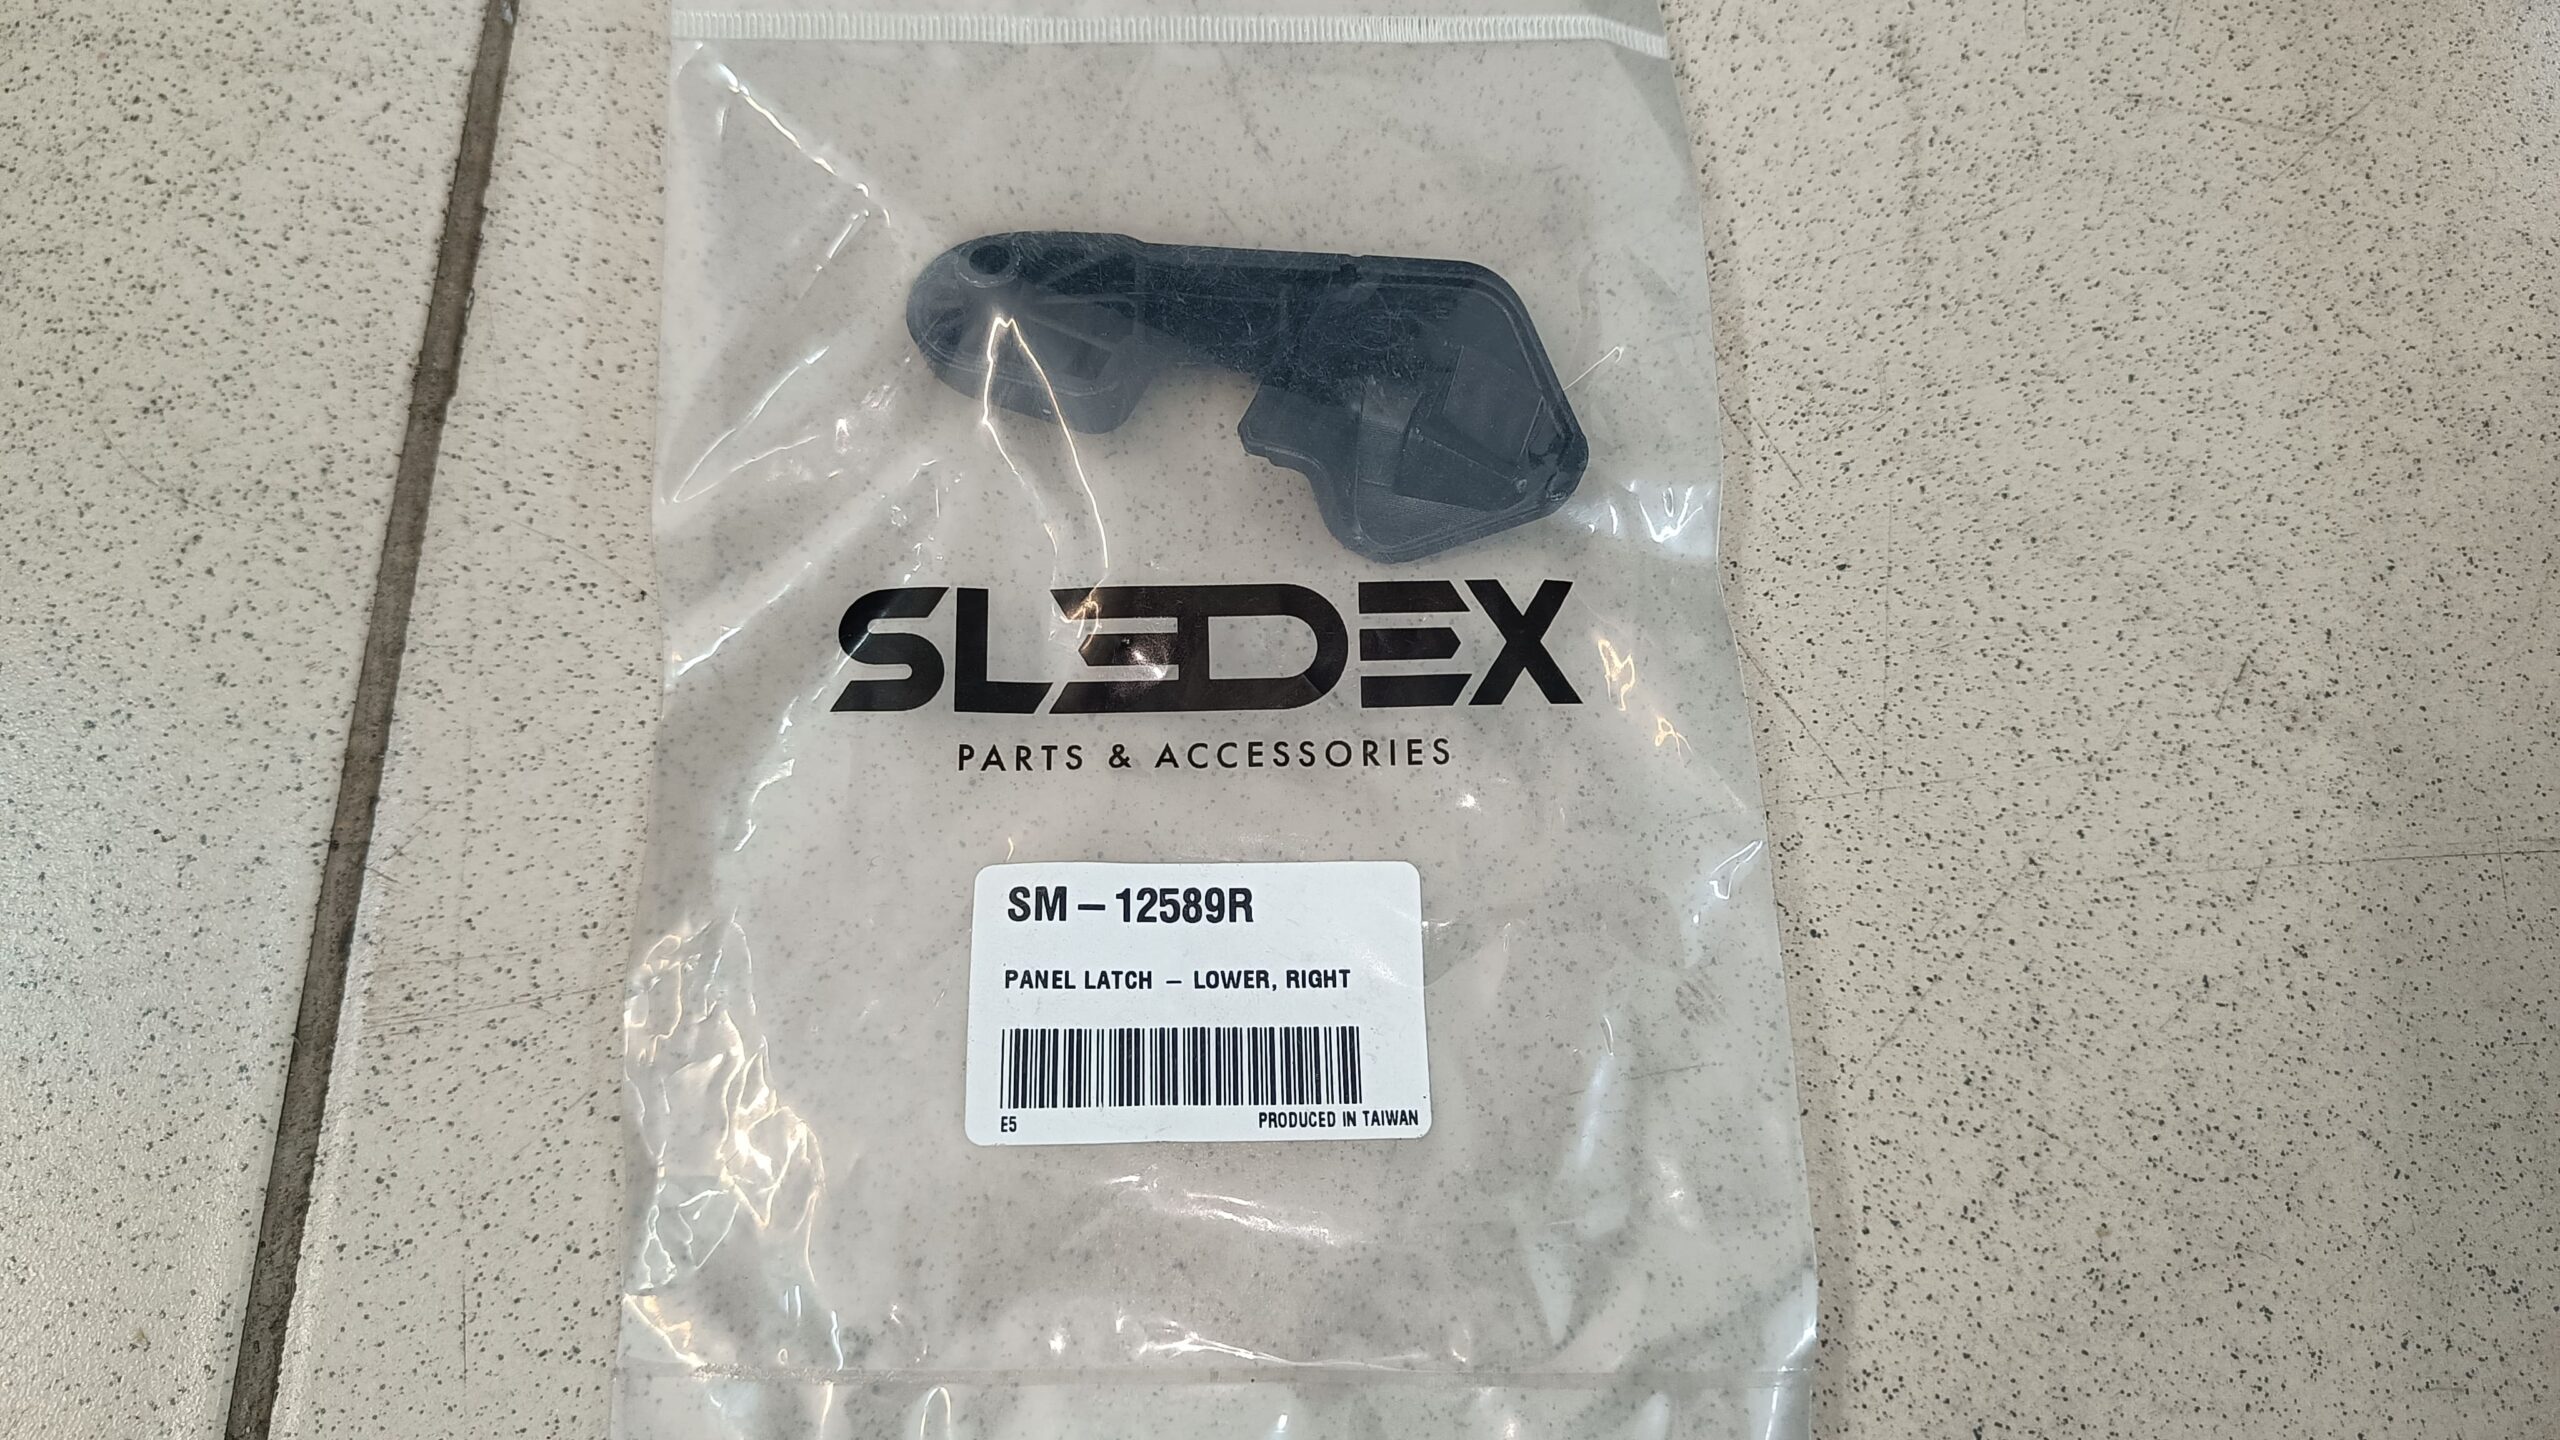 SLEDEX
PARTS & ACCESSORIES
SM – 12589R
PANEL LATCH – LOWER, RIGHT
E5 PRODUCED IN TAIWAN